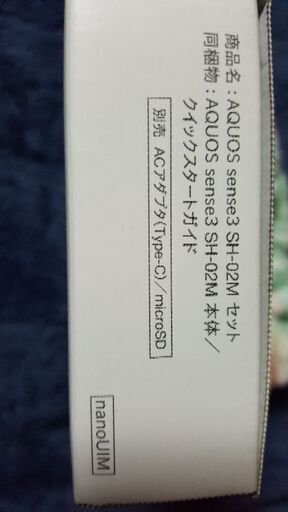 商品名：AQUOS sense3 SH-02M セット
同梱物：AQUOS sense3 SH-02M 本体／
クイックスタートガイド
別売 ACアダプタ(Type-C)／microSD
nanoUIM